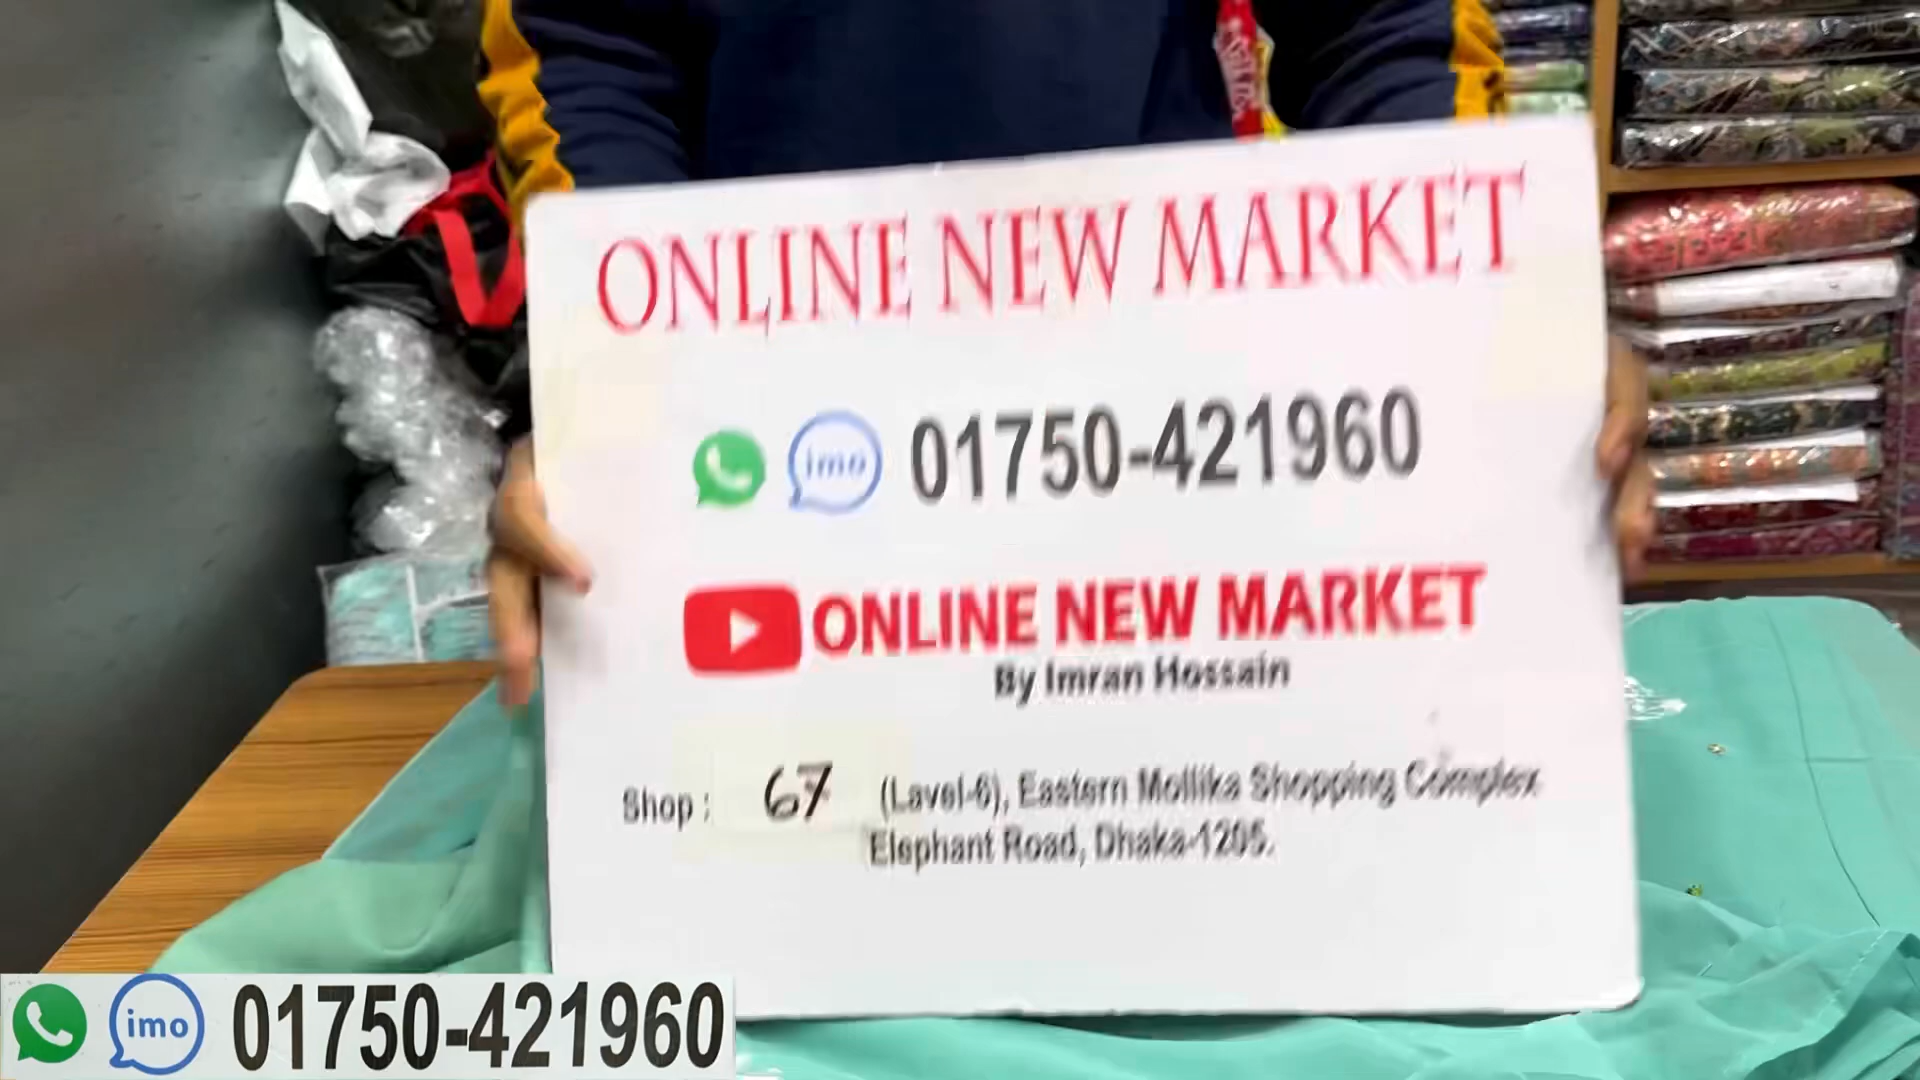 ONLINE NEW MARKET
imo 01750-421960
ONLINE NEW MARKET
By Imran Hossain
Shop : 67 (Lavel-6), Eastern Mollika Shopping Complex
Elephant Road, Dhaka-1205.
imo 01750-421960